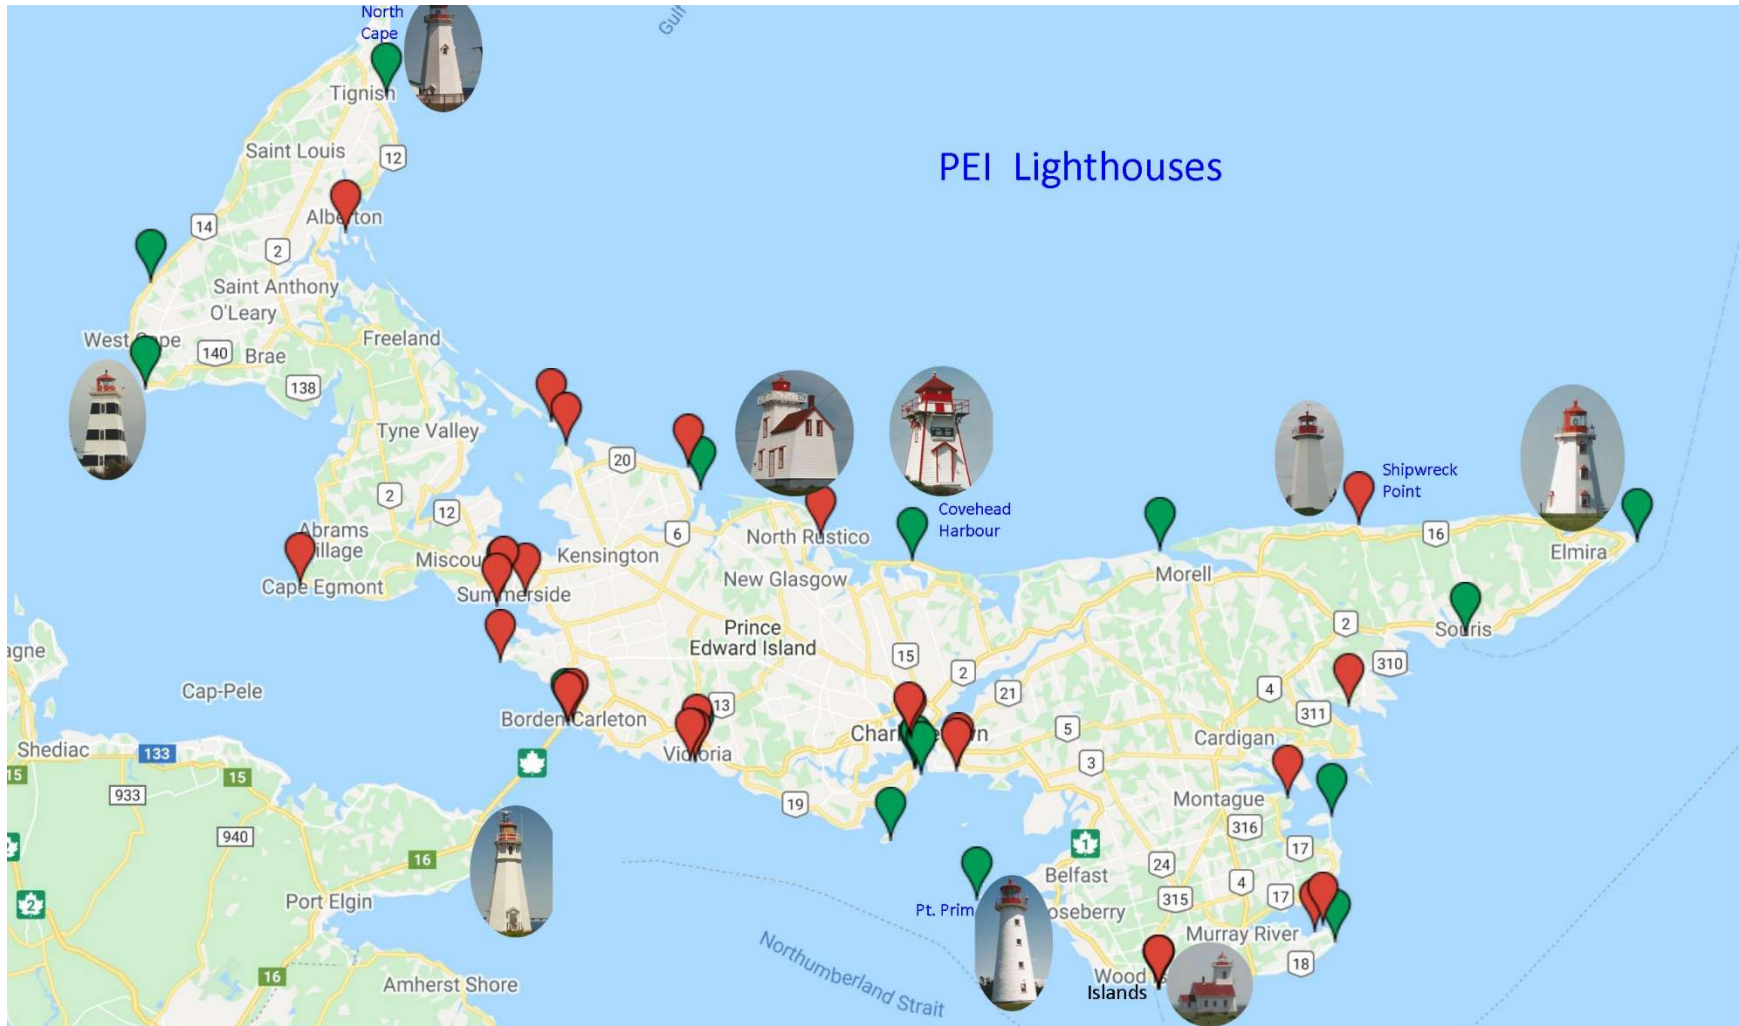 North
Cape
Gulf
Tignish
Saint Louis
12
PEI Lighthouses
Alberton
14
2
Saint Anthony
O'Leary
West Cape
140
Brae
Freeland
138
Tyne Valley
20
2
12
Shipwreck
Point
Covehead
Harbour
6
16
North Rustico
Abrams
Village
Miscou
Kensington
Elmira
Cape Egmont
Summerside
New Glasgow
Morell
Prince
Edward Island
2
Souris
agne
15
2
310
Cap-Pele
21
4
Borden-Carleton
13
311
Shediac
133
Victoria
Charlottetown
5
Cardigan
15
15
3
933
19
Montague
940
316
1
17
16
24
Belfast
4
17
2
Port Elgin
315
Pt. Prim
oseberry
Murray River
Northumberland Strait
16
18
Wood Is
Islands
Amherst Shore